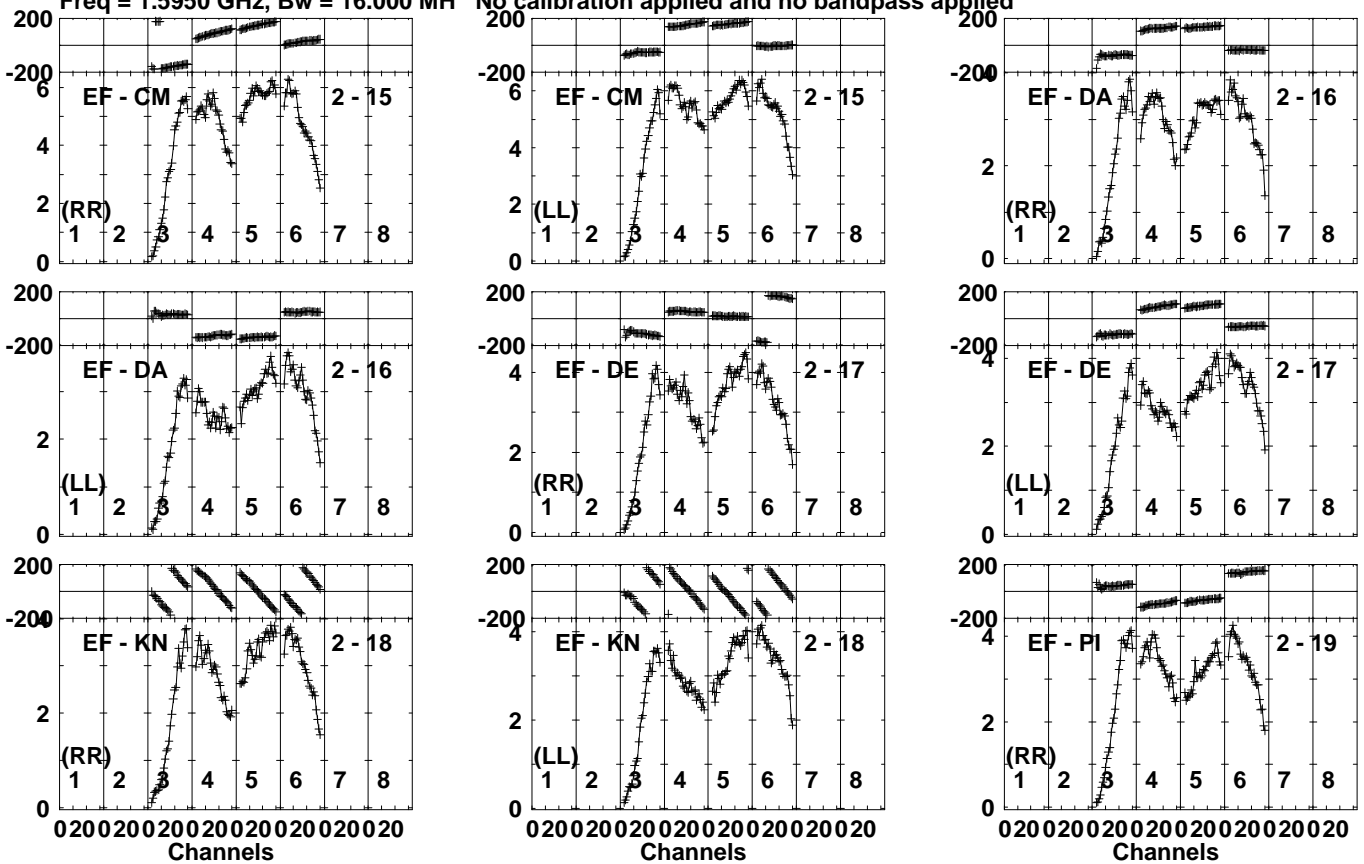 Freq = 1.5950 GHz, Bw = 16.000 MH No calibration applied and no bandpass applied
200 200 200
-200 -200 -200 4
6 EF - CM 2 - 15 6 EF - CM 2 - 15 EF - DA 2 - 16
4 4
2 2 2
(RR) (LL) (RR)
1 2 3 4 5 6 7 8 1 2 3 4 5 6 7 8 1 2 3 4 5 6 7 8
0 0 0
200 200 200
-200 -200 -200
EF - DA 2 - 16 4 EF - DE 2 - 17 4 EF - DE 2 - 17
2 2 2
(LL) (RR) (LL)
1 2 3 4 5 6 7 8 1 2 3 4 5 6 7 8 1 2 3 4 5 6 7 8
0 0 0
200 200 200
-200 4 -200 -200
EF - KN 2 - 18 4 EF - KN 2 - 18 4 EF - PI 2 - 19
2 2 2
(RR) (LL) (RR)
1 2 3 4 5 6 7 8 1 2 3 4 5 6 7 8 1 2 3 4 5 6 7 8
0 0 0
0 20 0 20 0 20 0 20 0 20 0 20 0 20 0 20 0 20 0 20 0 20 0 20 0 20 0 20 0 20 0 20 0 20 0 20 0 20 0 20 0 20 0 20 0 20 0 20
Channels Channels Channels